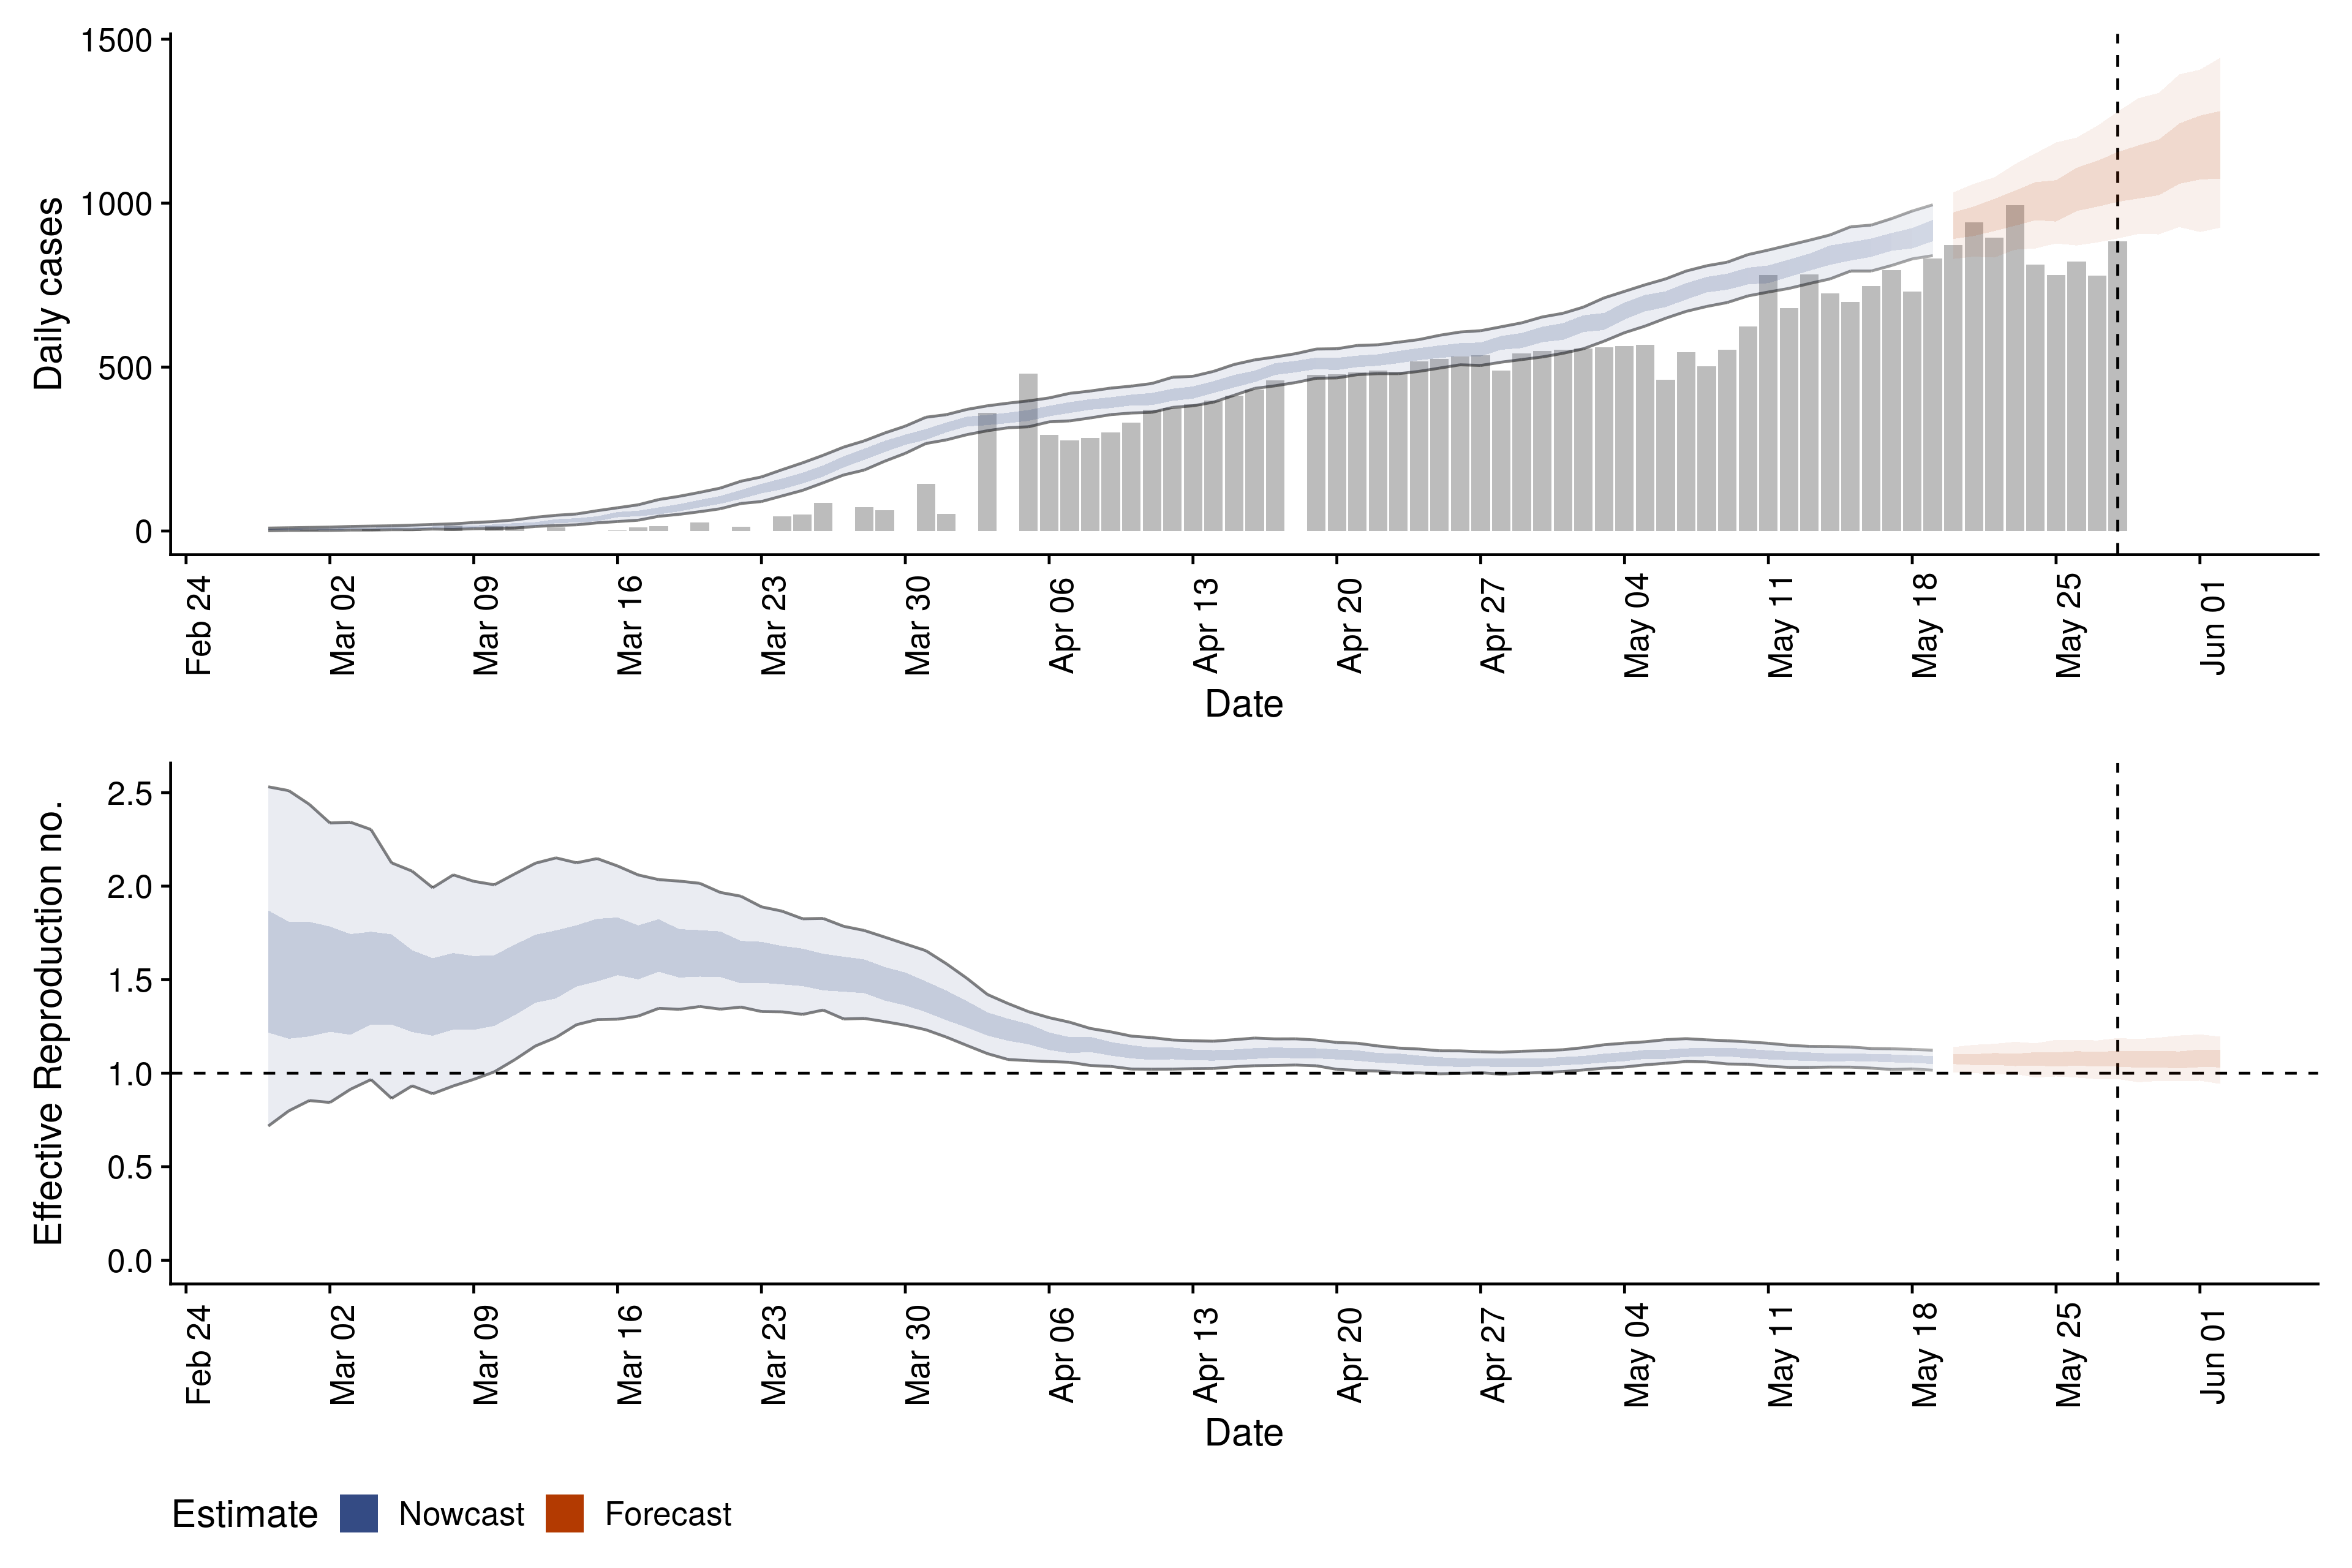 1500
1000
500
0
Daily cases
Feb 24
Mar 02
Mar 09
Mar 16
Mar 23
Mar 30
Apr 06
Apr 13
Apr 20
Apr 27
May 04
May 11
May 18
May 25
Jun 01
Date
2.5
2.0
1.5
1.0
0.5
0.0
Effective Reproduction no.
Feb 24
Mar 02
Mar 09
Mar 16
Mar 23
Mar 30
Apr 06
Apr 13
Apr 20
Apr 27
May 04
May 11
May 18
May 25
Jun 01
Date
Estimate Nowcast Forecast